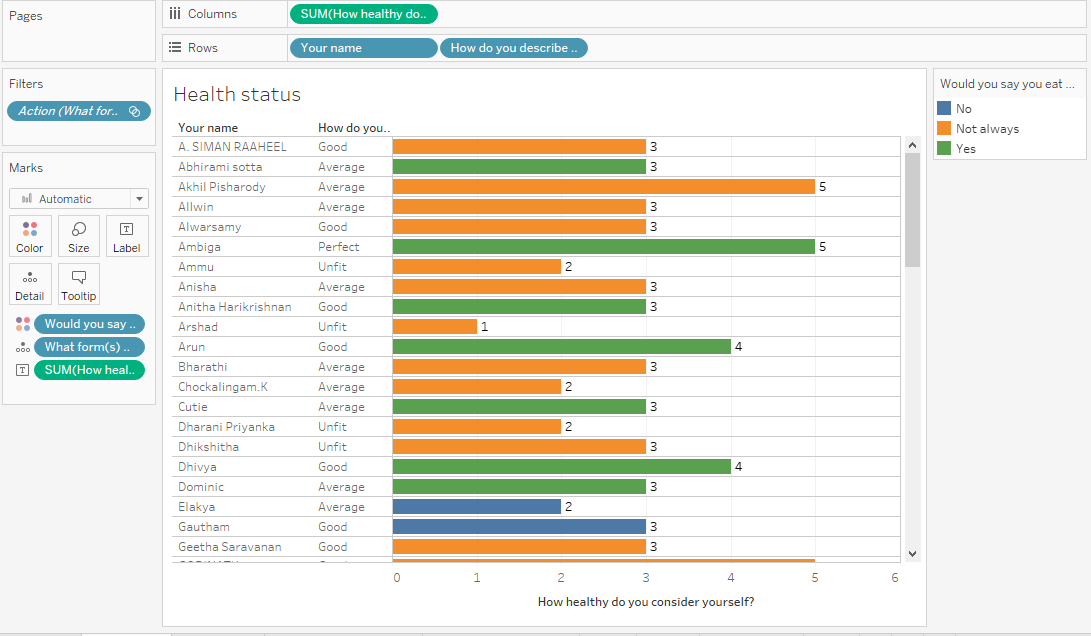 Pages
Columns
SUM(How healthy do..
Rows
Your name
How do you describe ..
Filters
Action (What for..
Marks
Automatic
Color
Size
Label
Detail
Tooltip
Would you say ..
What form(s) ..
SUM(How heal..
Health status
Your name How do you..
A. SIMAN RAAHEEL Good 3
Abhirami sotta Average 3
Akhil Pisharody Average 5
Allwin Average 3
Alwarsamy Good 3
Ambiga Perfect 5
Ammu Unfit 2
Anisha Average 3
Anitha Harikrishnan Good 3
Arshad Unfit 1
Arun Good 4
Bharathi Average 3
Chockalingam.K Average 2
Cutie Average 3
Dharani Priyanka Unfit 2
Dhikshitha Unfit 3
Dhivya Good 4
Dominic Average 3
Elakya Average 2
Gautham Good 3
Geetha Saravanan Good 3
0 1 2 3 4 5 6
How healthy do you consider yourself?
Would you say you eat ...
No
Not always
Yes